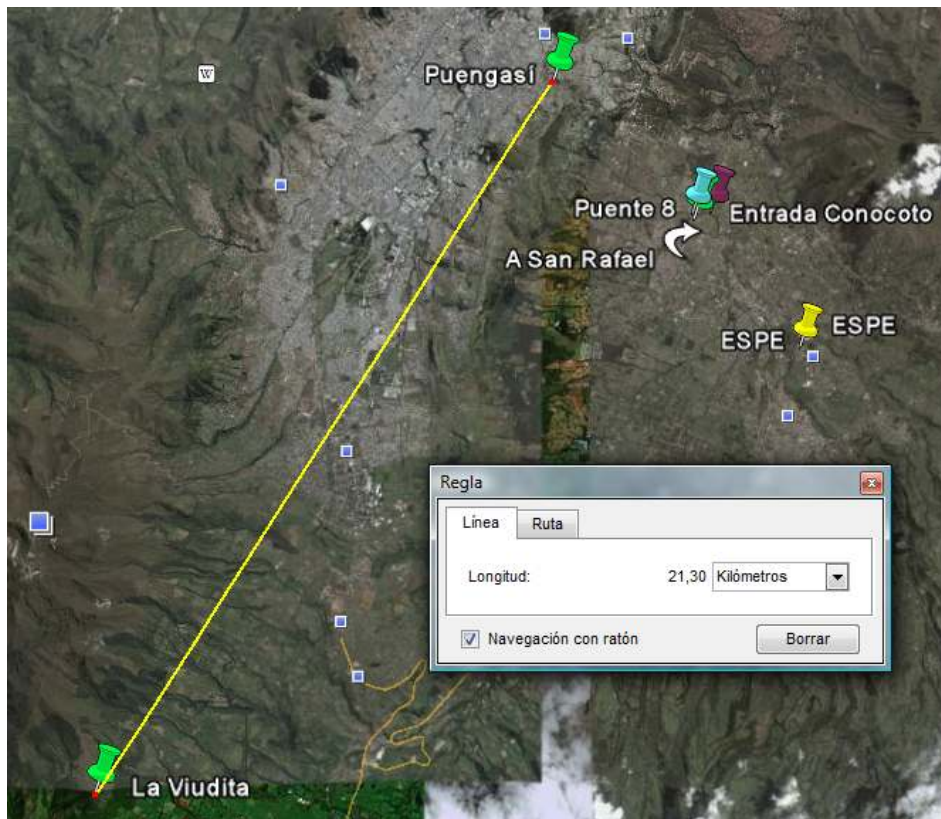 Puengasí
W
Puente 8
Entrada Conocoto
A San Rafael
ESPE
ESPE
Regla
Línea
Ruta
Longitud:
21,30
Kilómetros
Navegación con ratón
Borrar
La Viudita